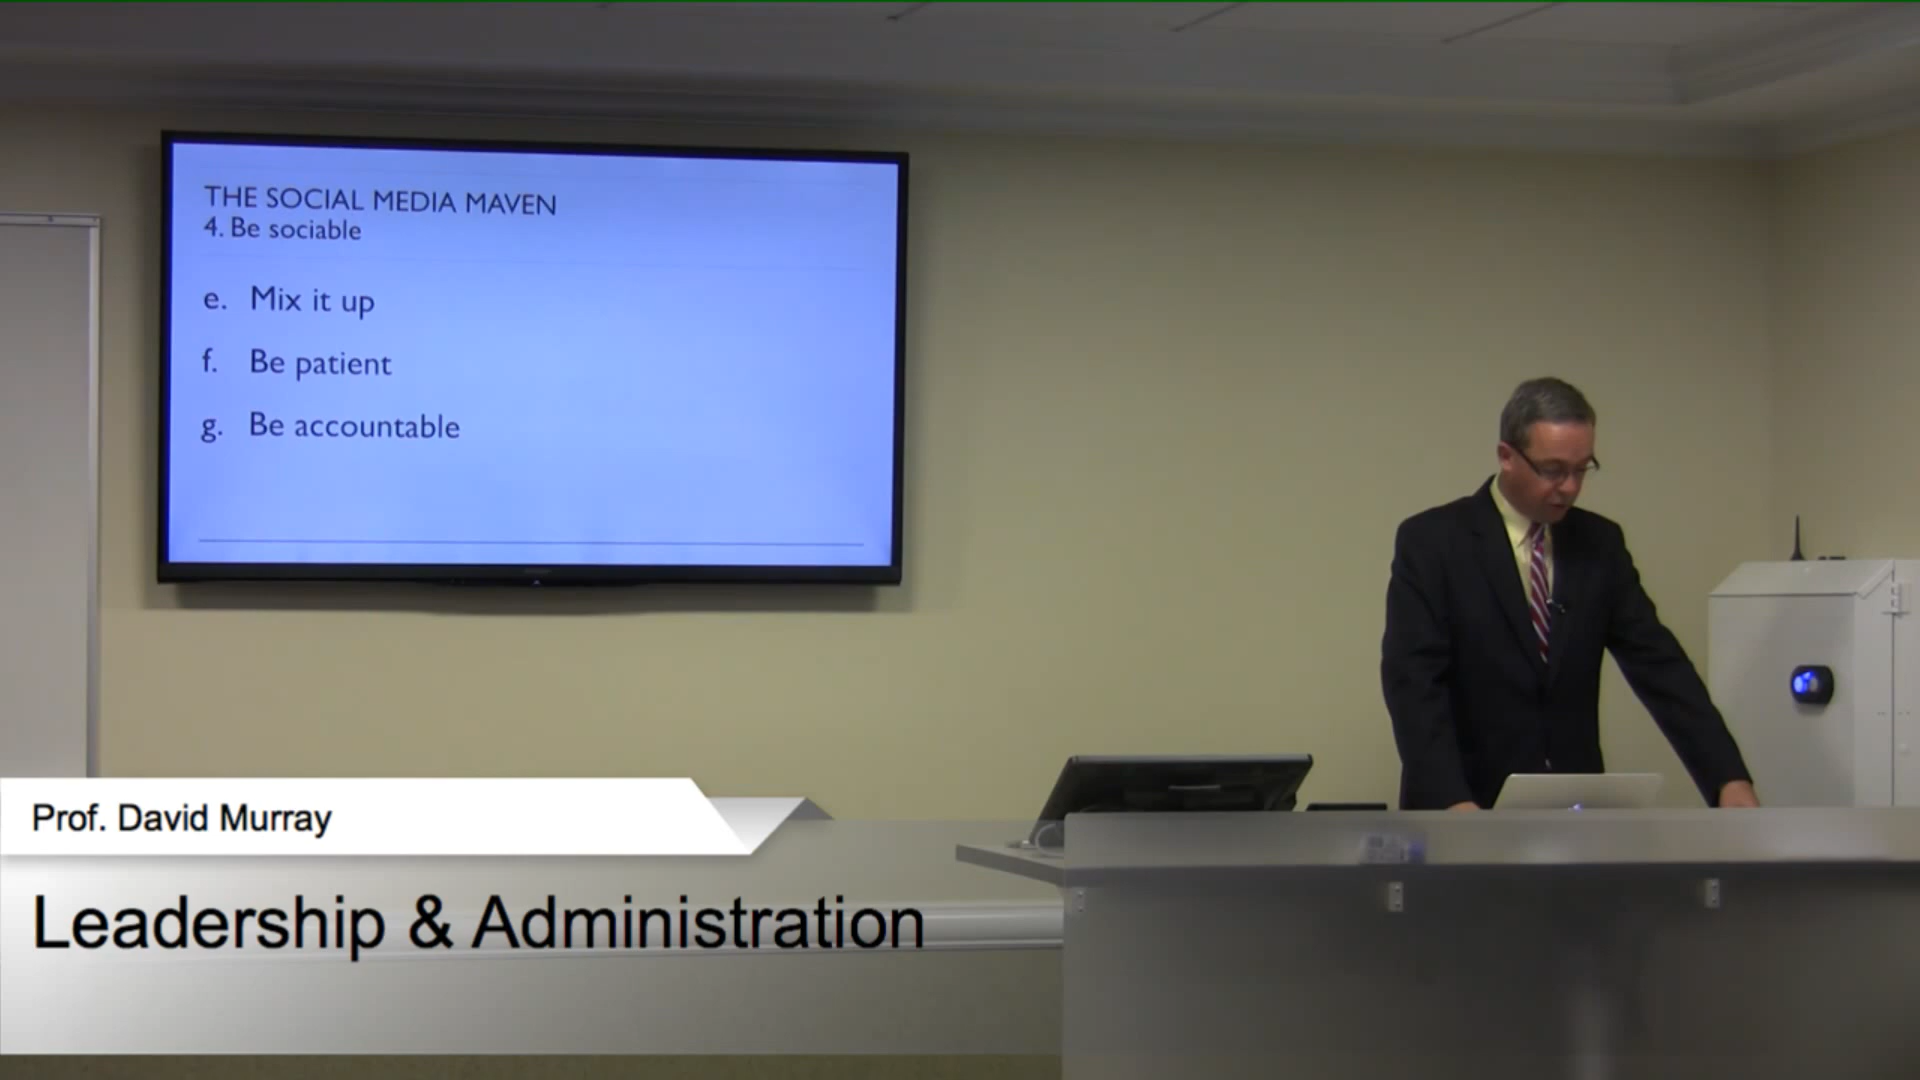 THE SOCIAL MEDIA MAVEN
4. Be sociable
e. Mix it up
f. Be patient
g. Be accountable
Prof. David Murray
Leadership & Administration